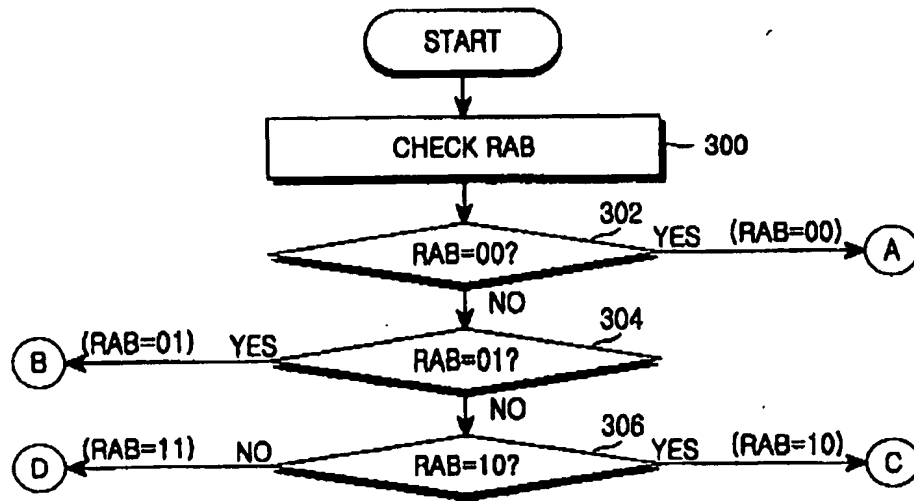 START
CHECK RAB
300
302
RAB=00?
YES (RAB=00)
A
NO
304
B
(RAB=01) YES
RAB=01?
NO
306
D
(RAB=11) NO
RAB=10?
YES (RAB=10)
C